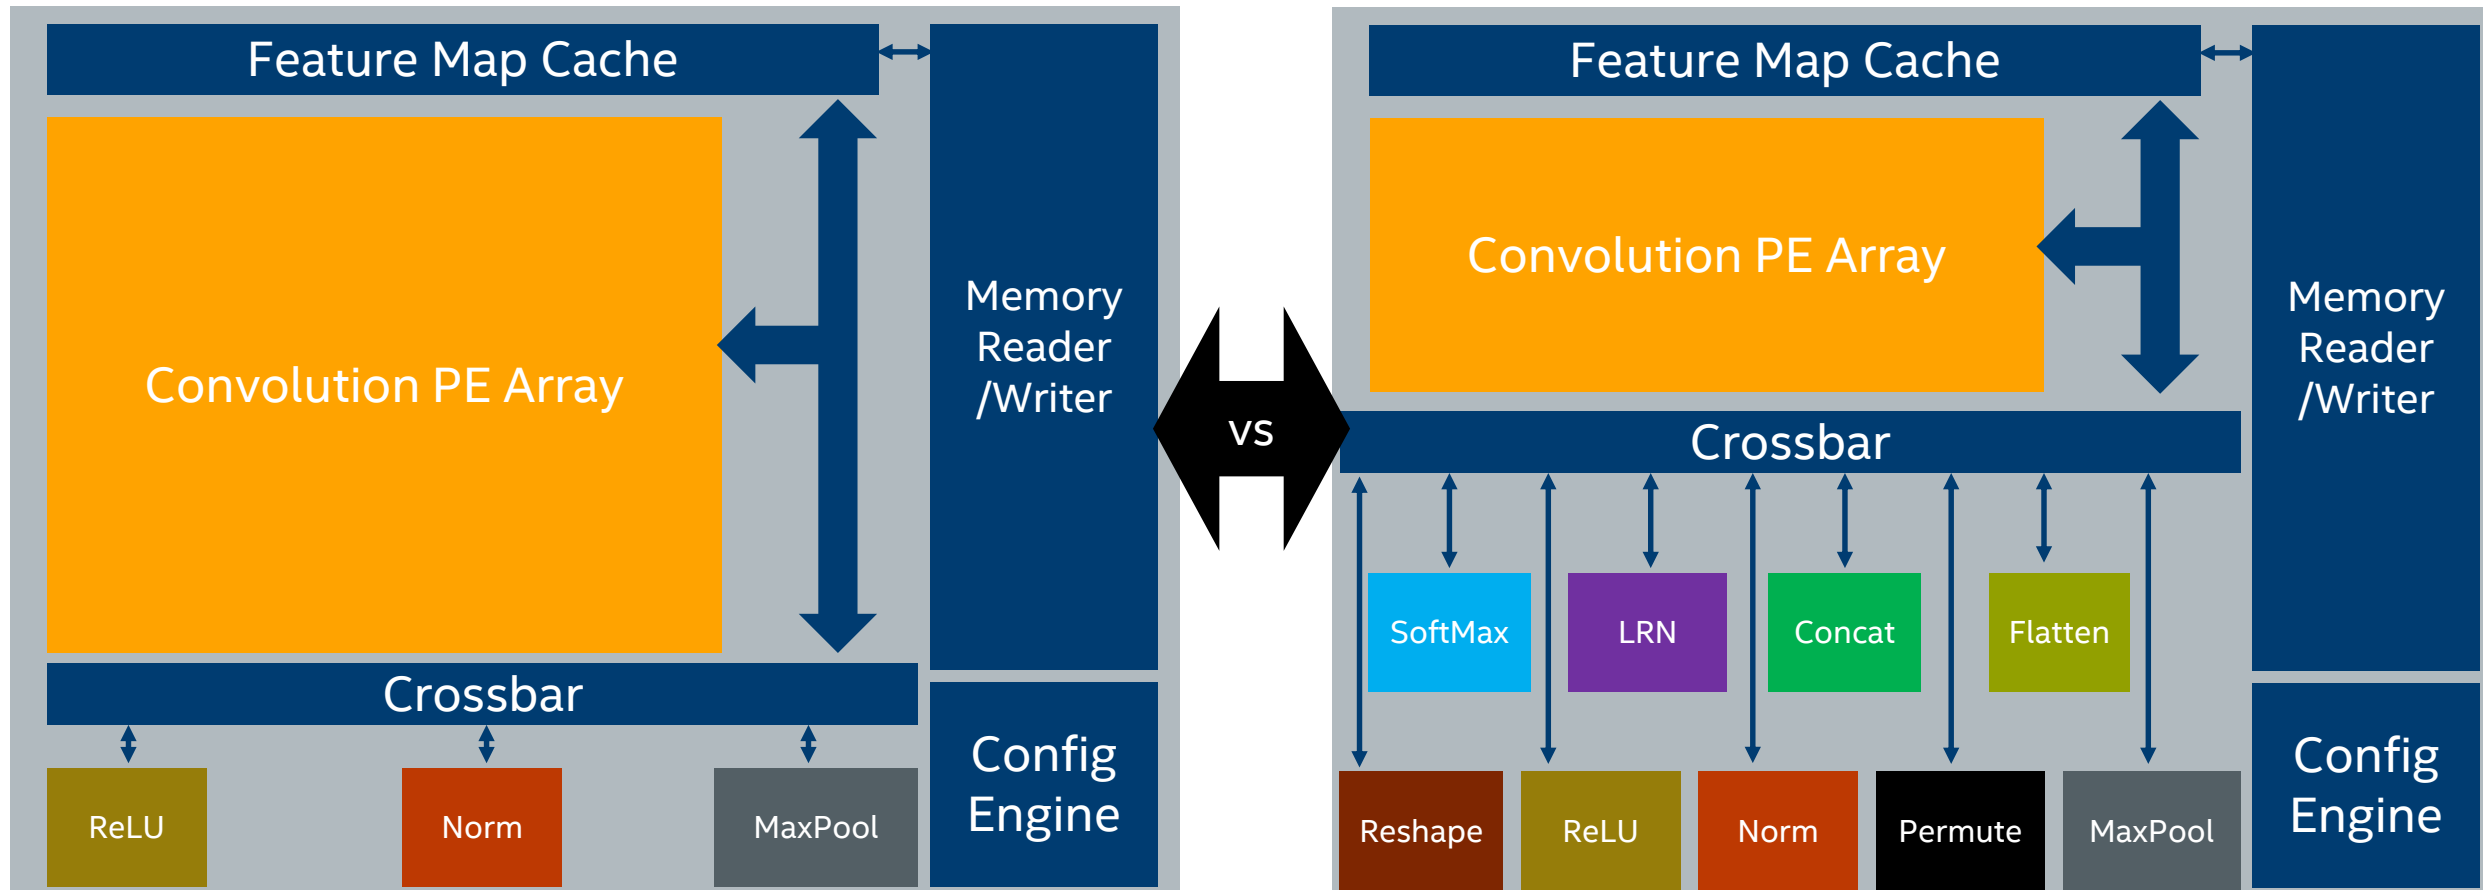 Feature Map Cache
Convolution PE Array
Memory
Reader
/Writer
Crossbar
ReLU
Norm
MaxPool
Config
Engine
vs
Feature Map Cache
Convolution PE Array
Memory
Reader
/Writer
Crossbar
SoftMax
LRN
Concat
Flatten
Reshape
ReLU
Norm
Permute
MaxPool
Config
Engine